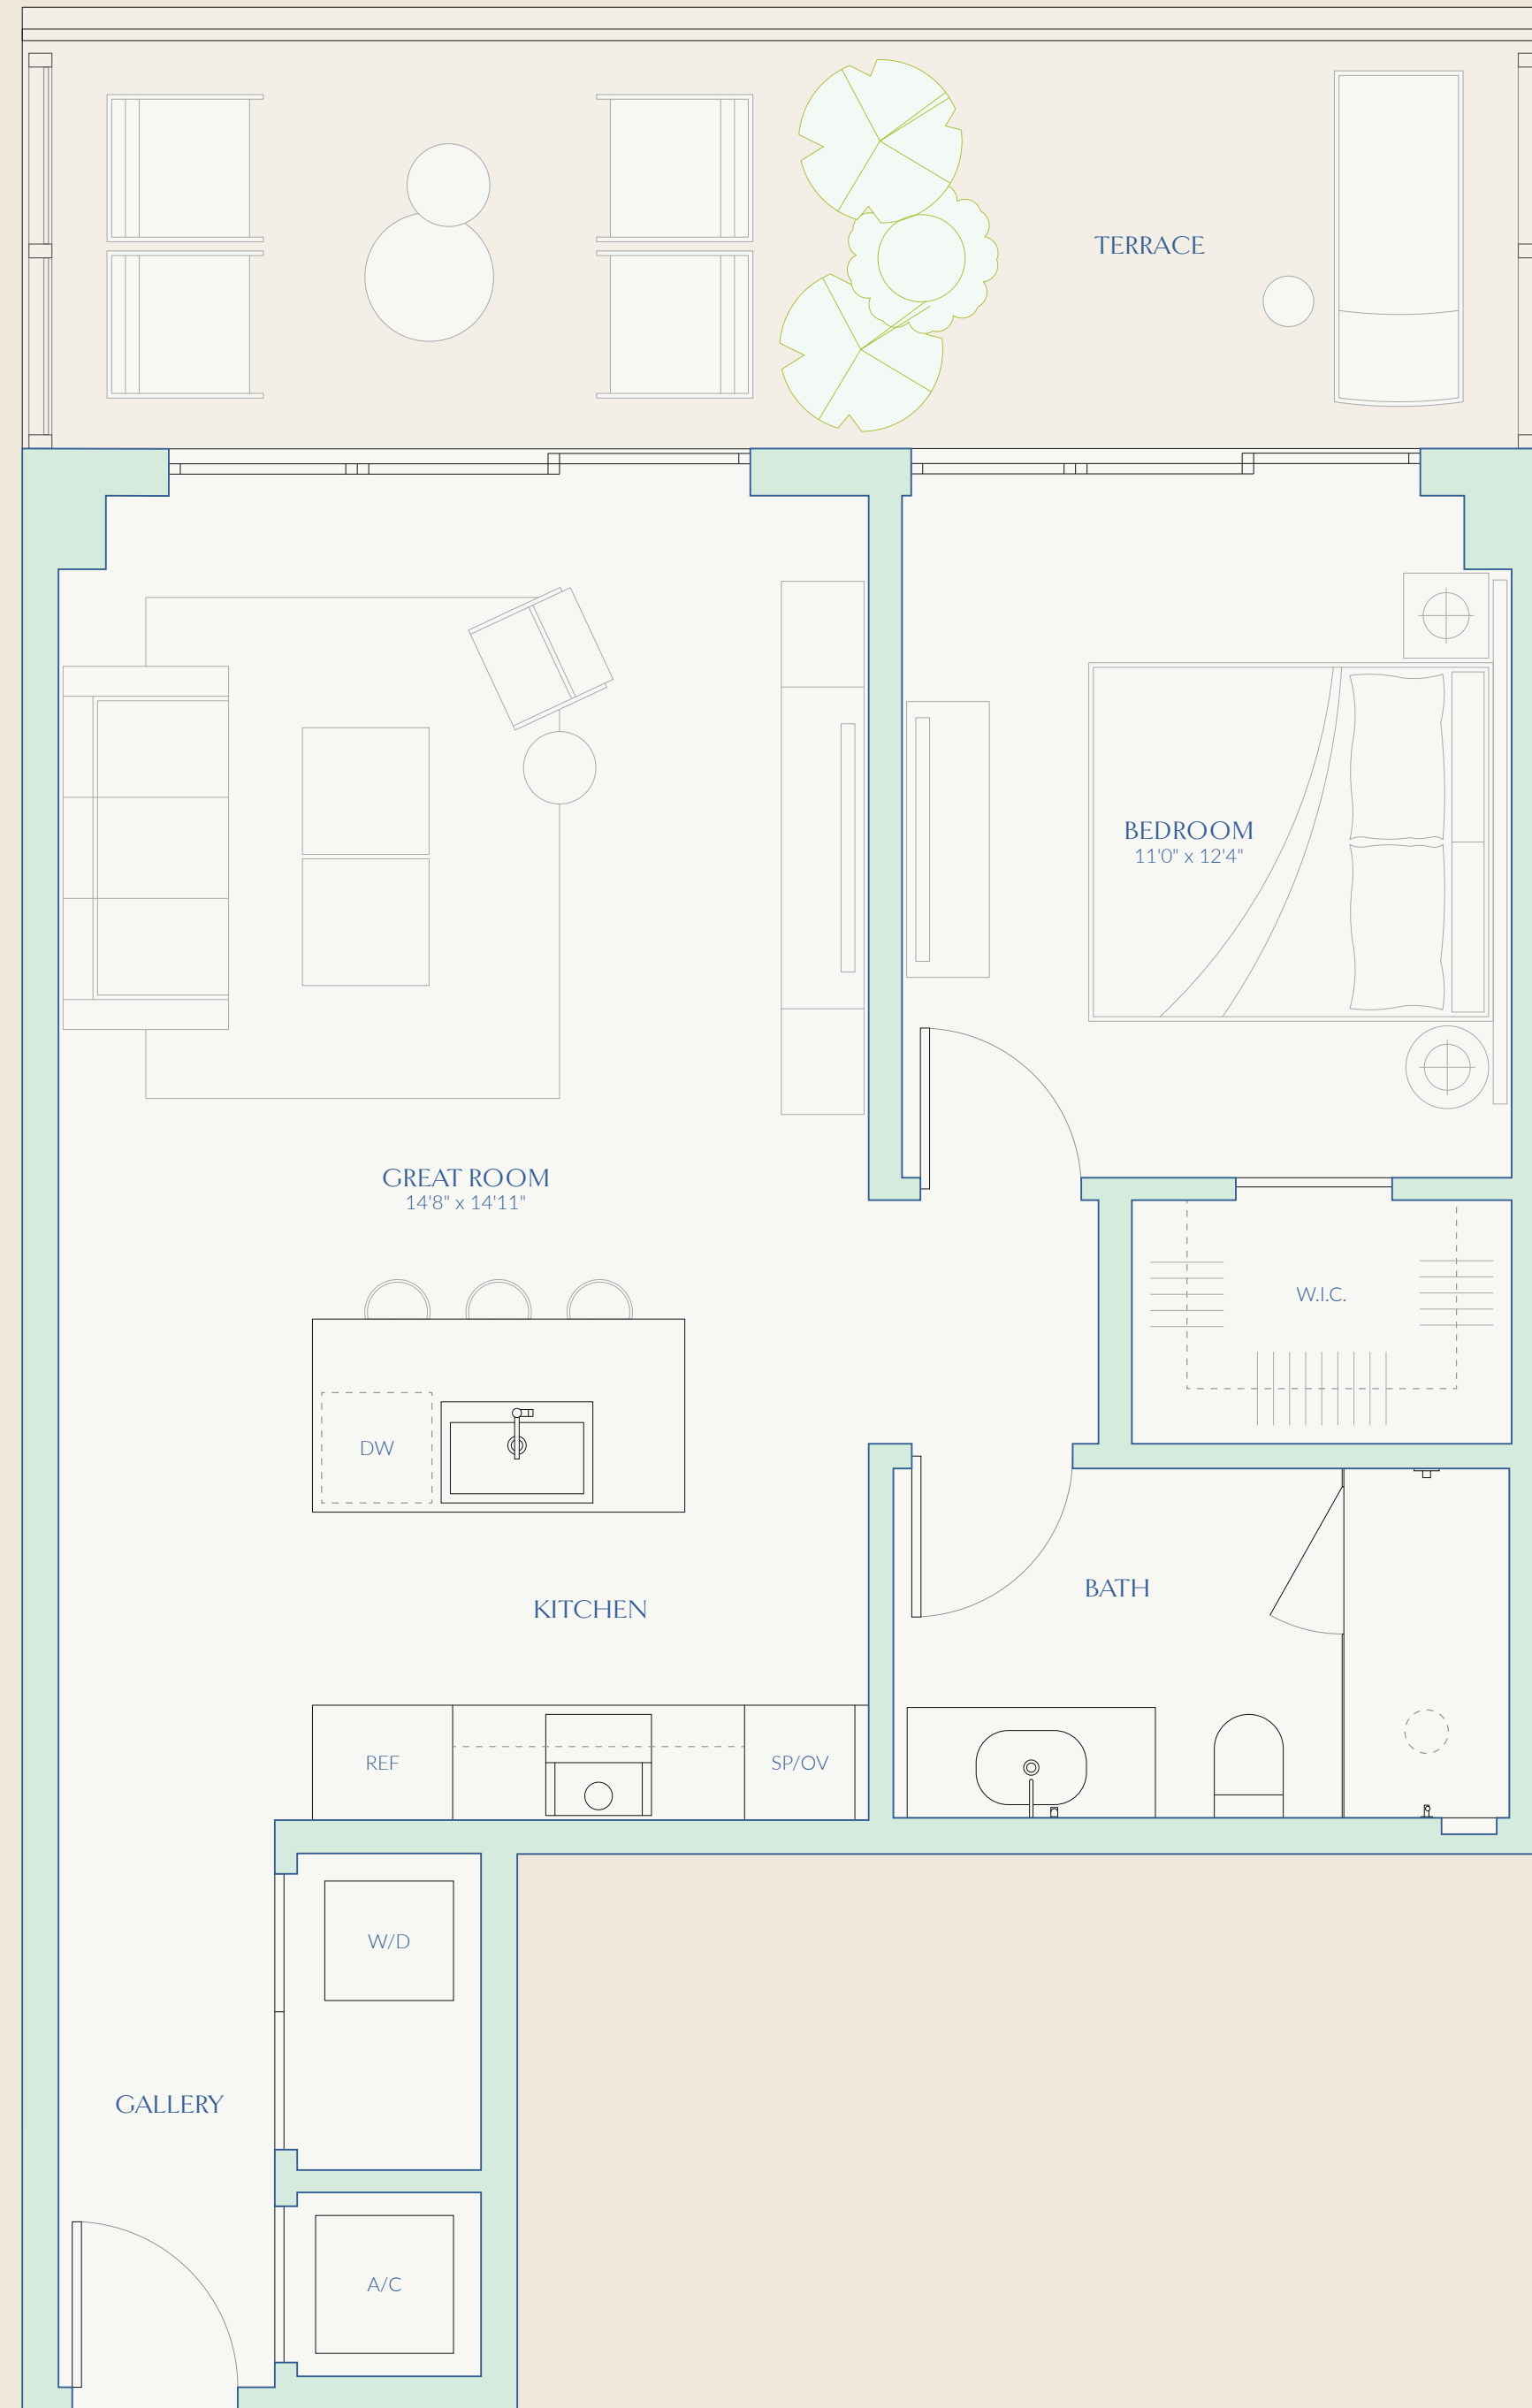 TERRACE
BEDROOM
11'0" x 12'4"
GREAT ROOM
14'8" x 14'11"
W.I.C.
DW
BATH
KITCHEN
REF
SP/OV
W/D
GALLERY
A/C